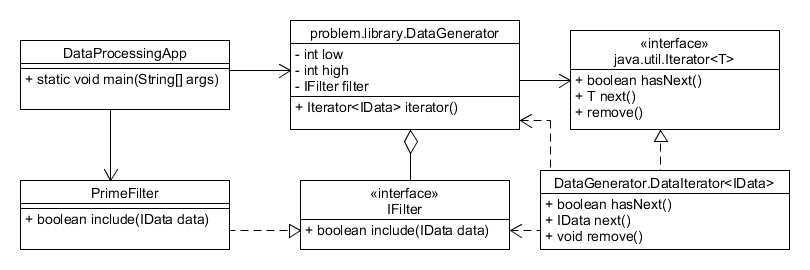 DataProcessingApp
+ static void main(String[] args)
problem.library.DataGenerator
- int low
- int high
- IFilter filter
+ Iterator<IData> iterator()
«interface»
java.util.Iterator<T>
+ boolean hasNext()
+ T next()
+ remove()
PrimeFilter
+ boolean include(IData data)
«interface»
IFilter
+ boolean include(IData data)
DataGenerator.DataIterator<IData>
+ boolean hasNext()
+ IData next()
+ void remove()